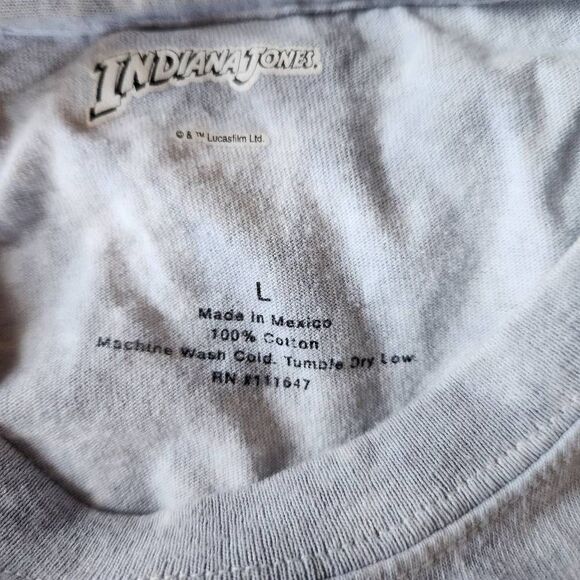 INDIANA JONES.
© & ™ Lucasfilm Ltd.
L
Made in Mexico
100% Cotton
Machine Wash Cold. Tumble Dry Low
RN #111647